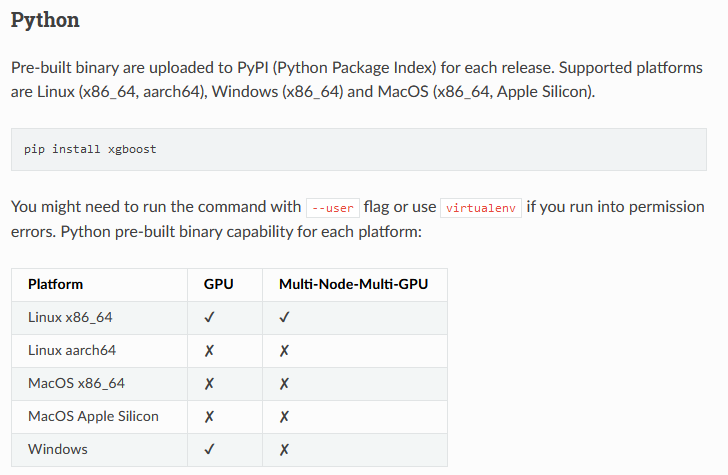 Python
Pre-built binary are uploaded to PyPI (Python Package Index) for each release. Supported platforms
are Linux (x86_64, aarch64), Windows (x86_64) and MacOS (x86_64, Apple Silicon).
pip install xgboost
You might need to run the command with --user flag or use virtualenv if you run into permission
errors. Python pre-built binary capability for each platform:
Platform GPU Multi-Node-Multi-GPU
Linux x86_64 ✓ ✓
Linux aarch64 ✗ ✗
MacOS x86_64 ✗ ✗
MacOS Apple Silicon ✗ ✗
Windows ✓ ✗